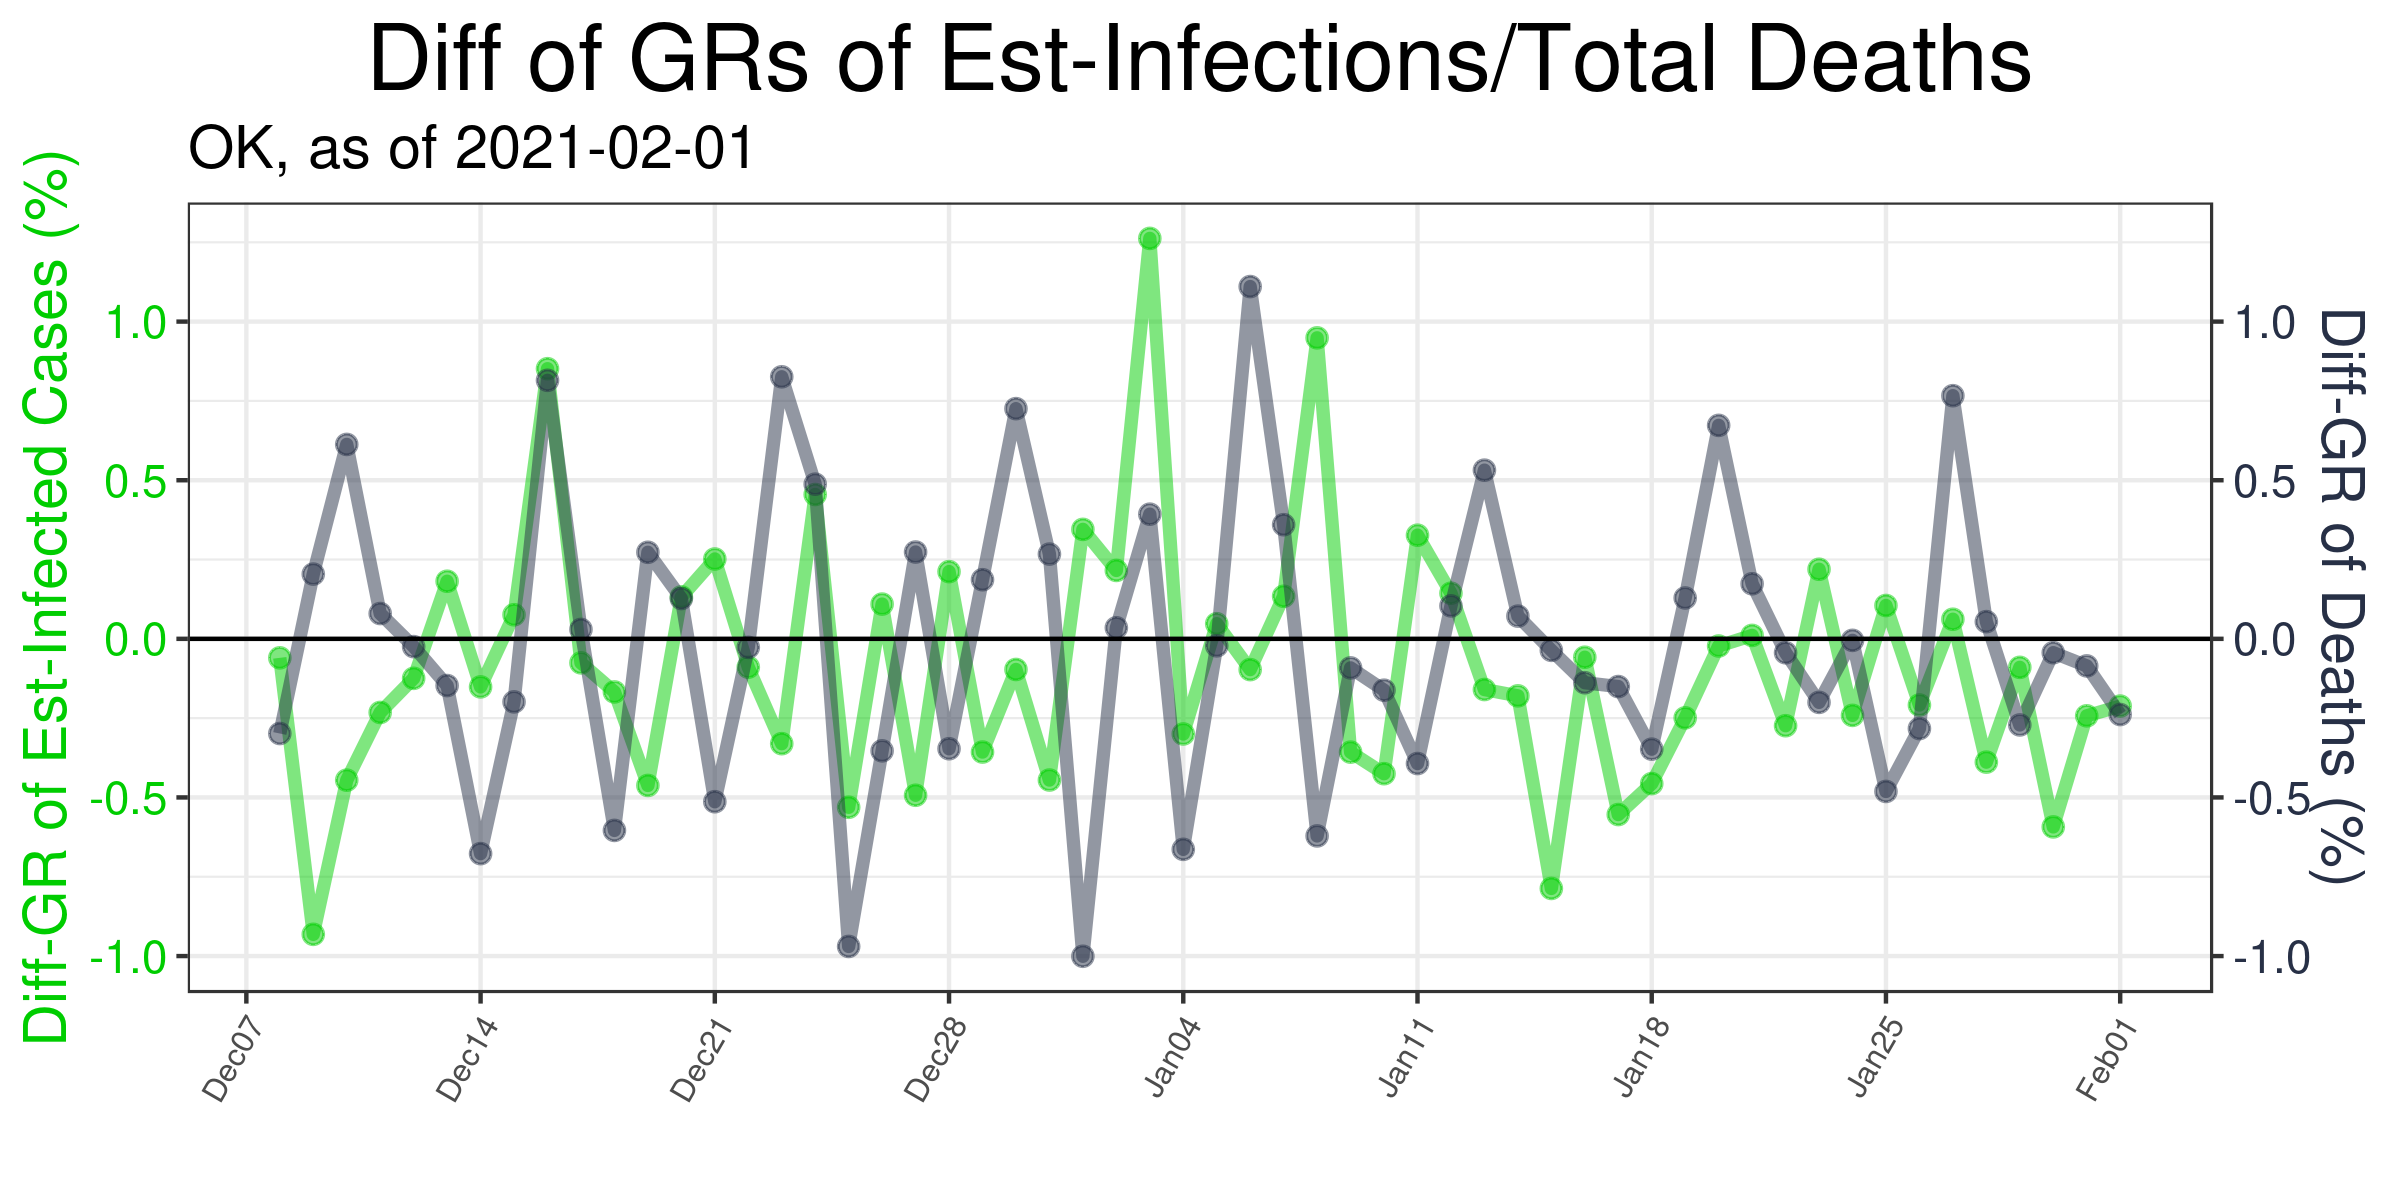 Diff of GRs of Est-Infections/Total Deaths
OK, as of 2021-02-01
Diff-GR of Est-Infected Cases (%)
1.0
0.5
0.0
-0.5
-1.0
1.0
0.5
0.0
-0.5
-1.0
Diff-GR of Deaths (%)
Dec07
Dec14
Dec21
Dec28
Jan04
Jan11
Jan18
Jan25
Feb01